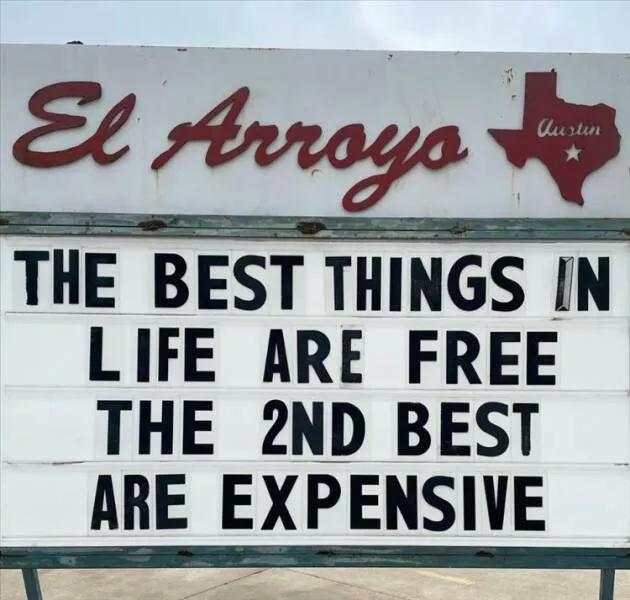 El Arroyo
Austin
THE BEST THINGS IN
LIFE ARE FREE
THE 2ND BEST
ARE EXPENSIVE